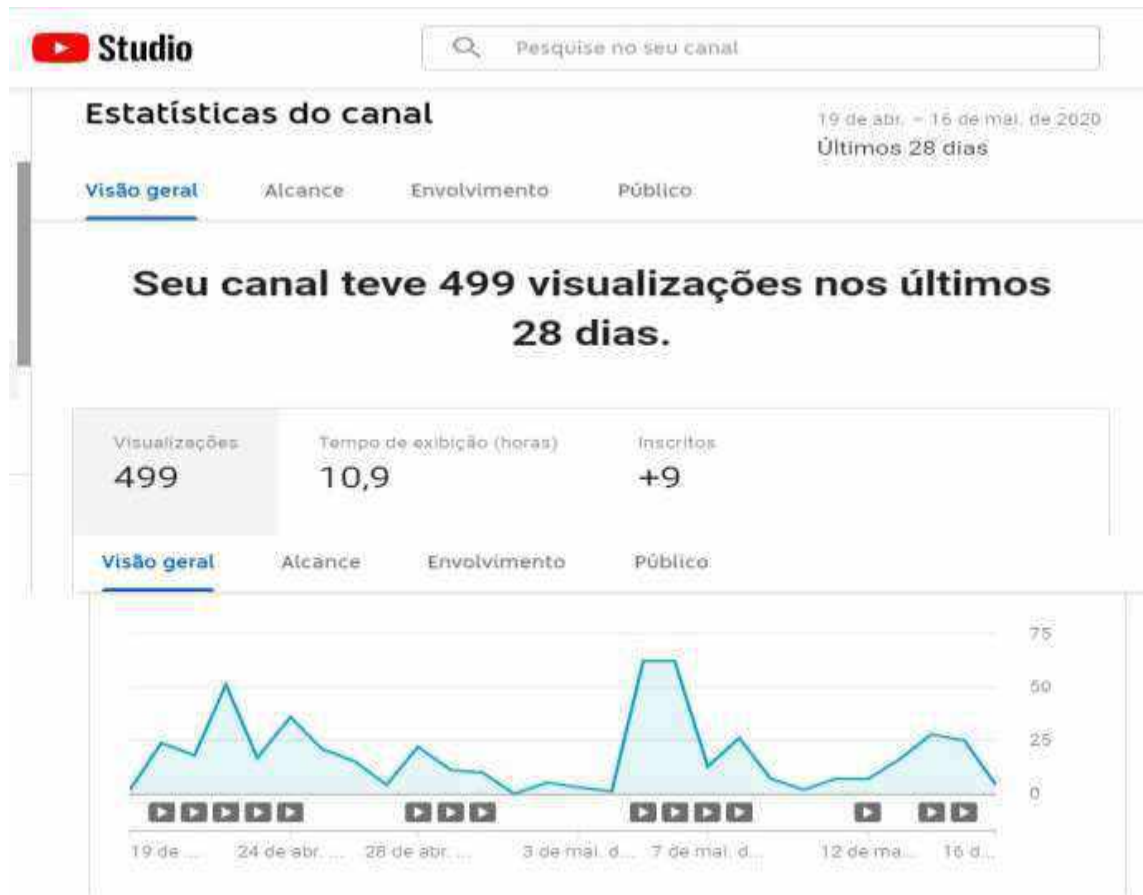 Studio
Pesquise no seu canal
Estatísticas do canal
19 de abr. – 16 de mai. de 2020
Últimos 28 dias
Visão geral Alcance Envolvimento Público
Seu canal teve 499 visualizações nos últimos
28 dias.
Visualizações Tempo de exibição (horas) Inscritos
499 10,9 +9
Visão geral Alcance Envolvimento Público
75
50
25
0
19 de ... 24 de abr. ... 28 de abr. ... 3 de mai. d... 7 de mai. d... 12 de ma... 16 d...